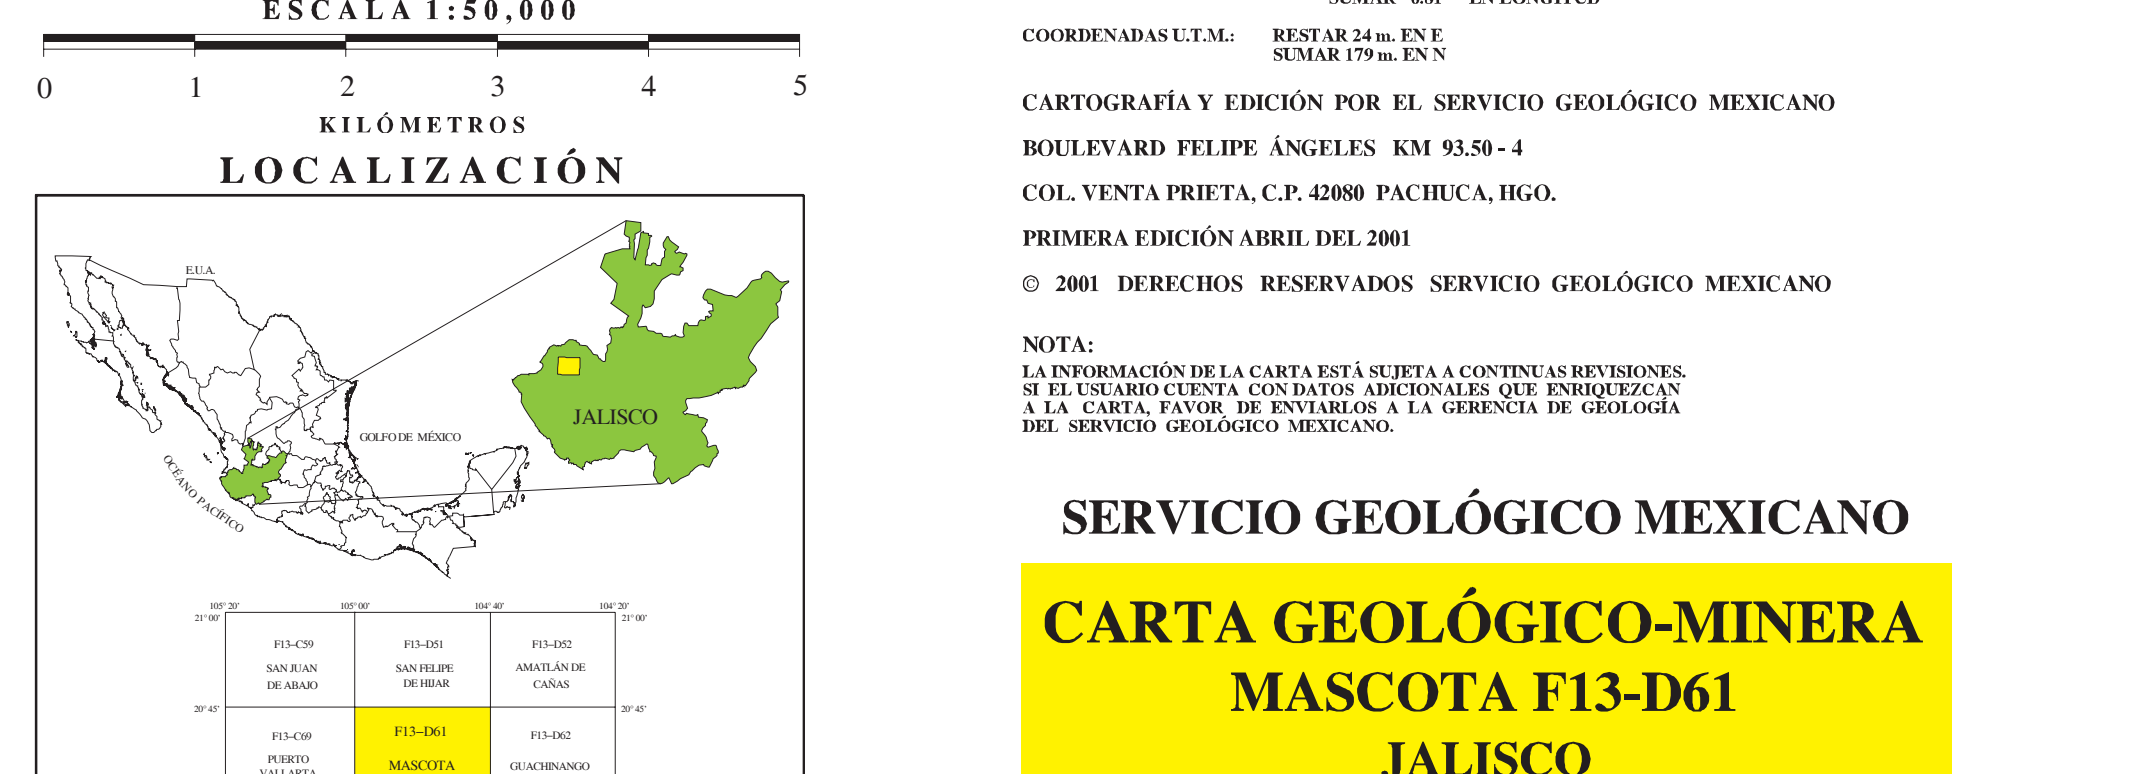 ESCALA 1:50,000
0 1 2 3 4 5
KILÓMETROS
LOCALIZACIÓN
E.U.A.
JALISCO
GOLFO DE MÉXICO
OCÉANO PACÍFICO
105° 20' 105° 00' 104° 40' 104° 20'
21° 00' 21° 00'
F13–C59 F13–D51 F13–D52
SAN JUAN SAN FELIPE AMATLÁN DE
DE ABAJO DE HIJAR CAÑAS
20° 45' 20° 45'
F13–C69 F13–D61 F13–D62
PUERTO MASCOTA GUACHINANGO
VALLARTA
SUMAR 6.81" EN LONGITUD
COORDENADAS U.T.M.: RESTAR 24 m. EN E
SUMAR 179 m. EN N
CARTOGRAFÍA Y EDICIÓN POR EL SERVICIO GEOLÓGICO MEXICANO
BOULEVARD FELIPE ÁNGELES KM 93.50 - 4
COL. VENTA PRIETA, C.P. 42080 PACHUCA, HGO.
PRIMERA EDICIÓN ABRIL DEL 2001
© 2001 DERECHOS RESERVADOS SERVICIO GEOLÓGICO MEXICANO
NOTA:
LA INFORMACIÓN DE LA CARTA ESTÁ SUJETA A CONTINUAS REVISIONES.
SI EL USUARIO CUENTA CON DATOS ADICIONALES QUE ENRIQUEZCAN
A LA CARTA, FAVOR DE ENVIARLOS A LA GERENCIA DE GEOLOGÍA
DEL SERVICIO GEOLÓGICO MEXICANO.
SERVICIO GEOLÓGICO MEXICANO
CARTA GEOLÓGICO-MINERA
MASCOTA F13-D61
JALISCO